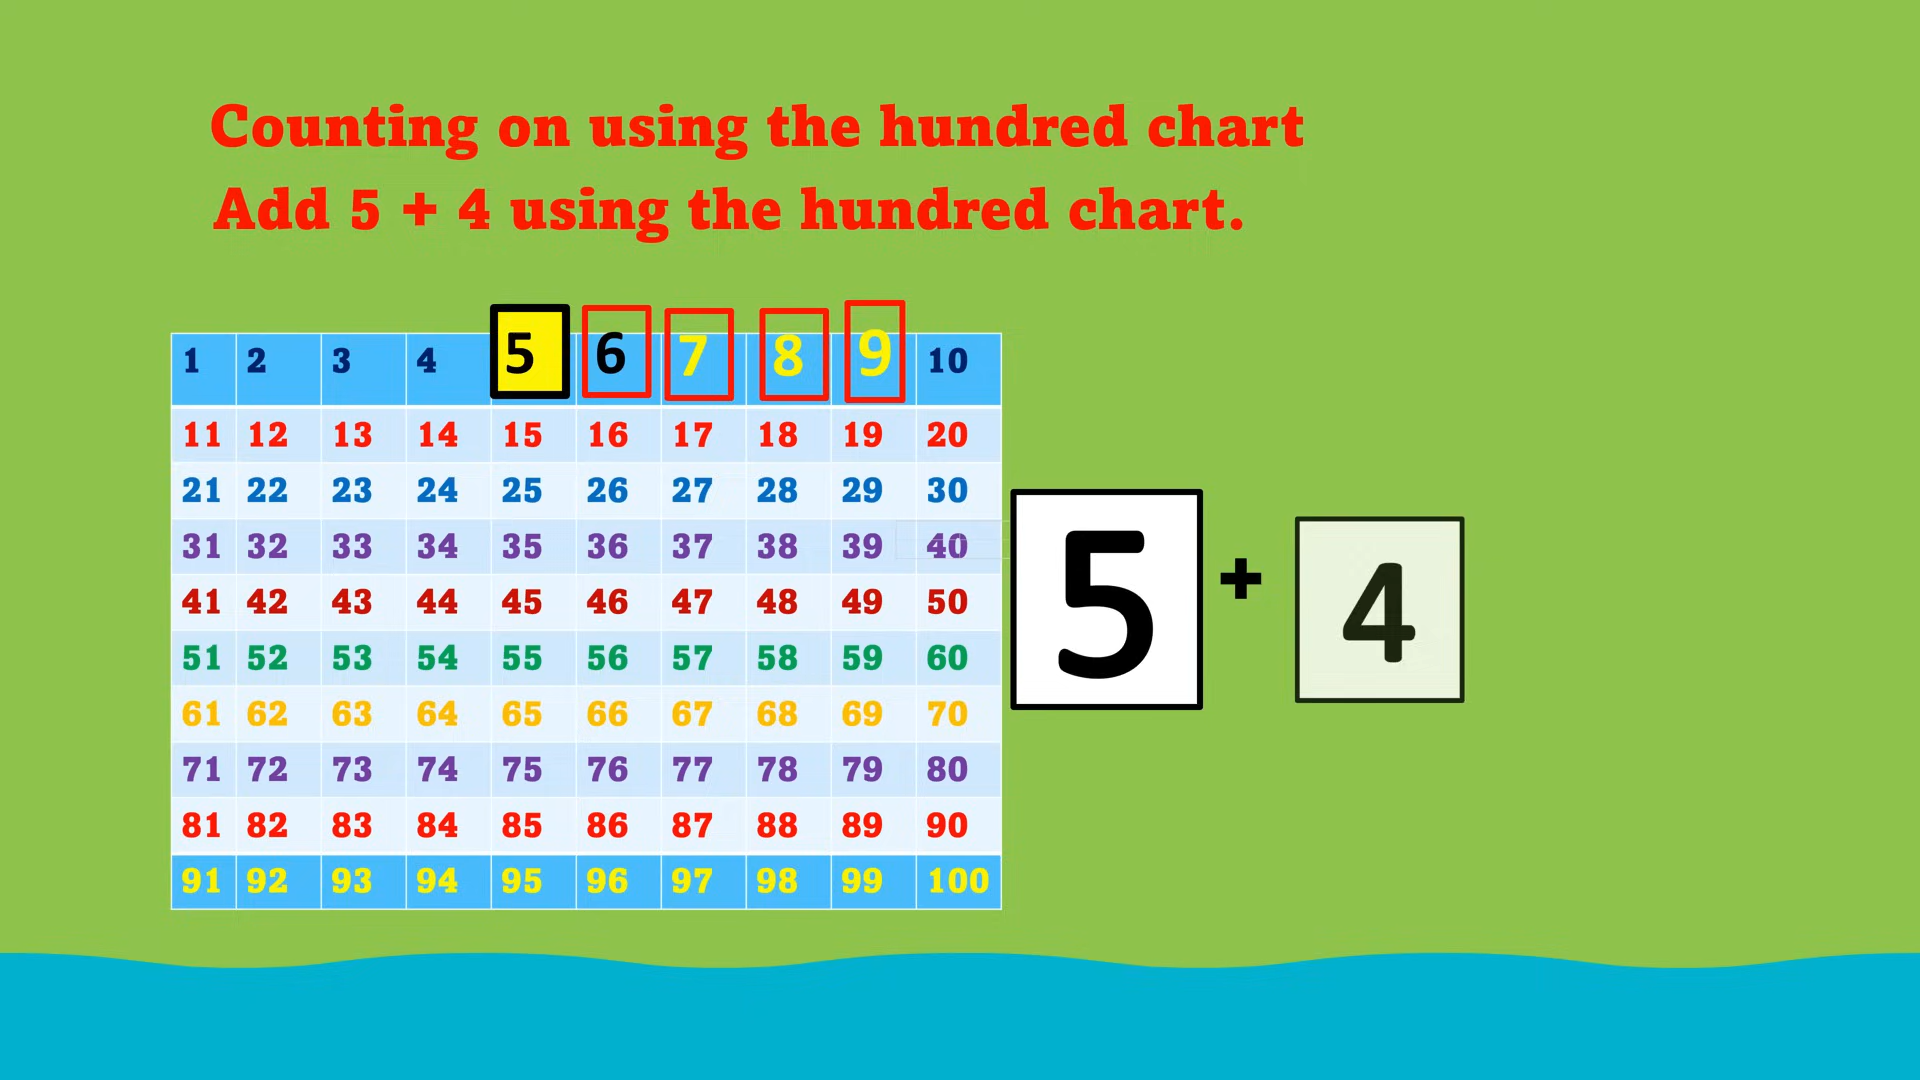 Counting on using the hundred chart
Add 5 + 4 using the hundred chart.
1 2 3 4 5 6 7 8 9 10
11 12 13 14 15 16 17 18 19 20
21 22 23 24 25 26 27 28 29 30
31 32 33 34 35 36 37 38 39 40
41 42 43 44 45 46 47 48 49 50
51 52 53 54 55 56 57 58 59 60
61 62 63 64 65 66 67 68 69 70
71 72 73 74 75 76 77 78 79 80
81 82 83 84 85 86 87 88 89 90
91 92 93 94 95 96 97 98 99 100
5 + 4